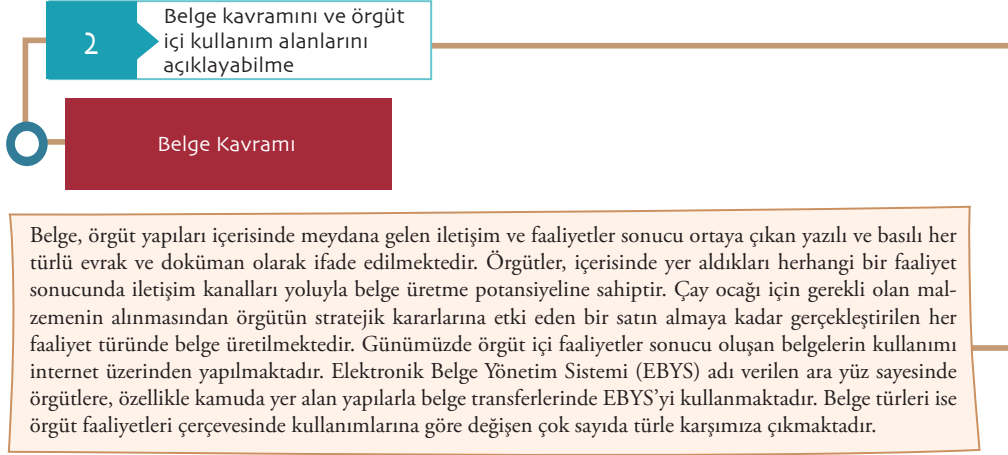 2
Belge kavramını ve örgüt
içi kullanım alanlarını
açıklayabilme
Belge Kavramı
Belge, örgüt yapıları içerisinde meydana gelen iletişim ve faaliyetler sonucu ortaya çıkan yazılı ve basılı her
türlü evrak ve doküman olarak ifade edilmektedir. Örgütler, içerisinde yer aldıkları herhangi bir faaliyet
sonucunda iletişim kanalları yoluyla belge üretme potansiyeline sahiptir. Çay ocağı için gerekli olan mal-
zemenin alınmasından örgütün stratejik kararlarına etki eden bir satın almaya kadar gerçekleştirilen her
faaliyet türünde belge üretilmektedir. Günümüzde örgüt içi faaliyetler sonucu oluşan belgelerin kullanımı
internet üzerinden yapılmaktadır. Elektronik Belge Yönetim Sistemi (EBYS) adı verilen ara yüz sayesinde
örgütlere, özellikle kamuda yer alan yapılarla belge transferlerinde EBYS’yi kullanmaktadır. Belge türleri ise
örgüt faaliyetleri çerçevesinde kullanımlarına göre değişen çok sayıda türle karşımıza çıkmaktadır.